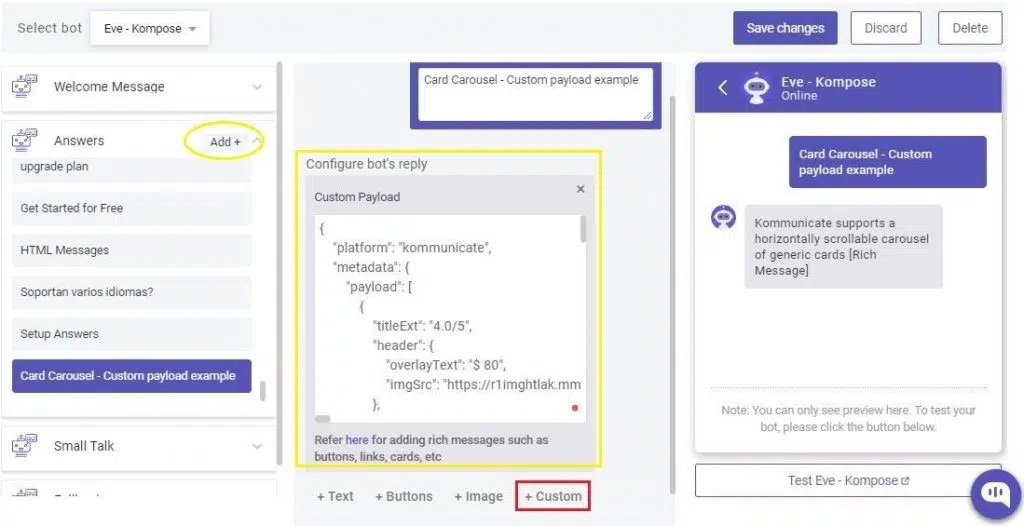 Select bot
Eve - Kompose
Save changes
Discard
Delete
Welcome Message
Answers
Add +
upgrade plan
Get Started for Free
HTML Messages
Soportan varios idiomas?
Setup Answers
Card Carousel - Custom payload example
Small Talk
Card Carousel - Custom payload example
Configure bot's reply
Custom Payload
{
"platform": "kommunicate",
"metadata": {
"payload": [
{
"titleExt": "4.0/5",
"header": {
"overlayText": "$ 80",
"imgSrc": "https://r1imghtlak.mm
},
Refer here for adding rich messages such as
buttons, links, cards, etc
+ Text
+ Buttons
+ Image
+ Custom
Eve - Kompose
Online
Card Carousel - Custom
payload example
Kommunicate supports a
horizontally scrollable carousel
of generic cards [Rich
Message]
Note: You can only see preview here. To test your
bot, please click the button below.
Test Eve - Kompose